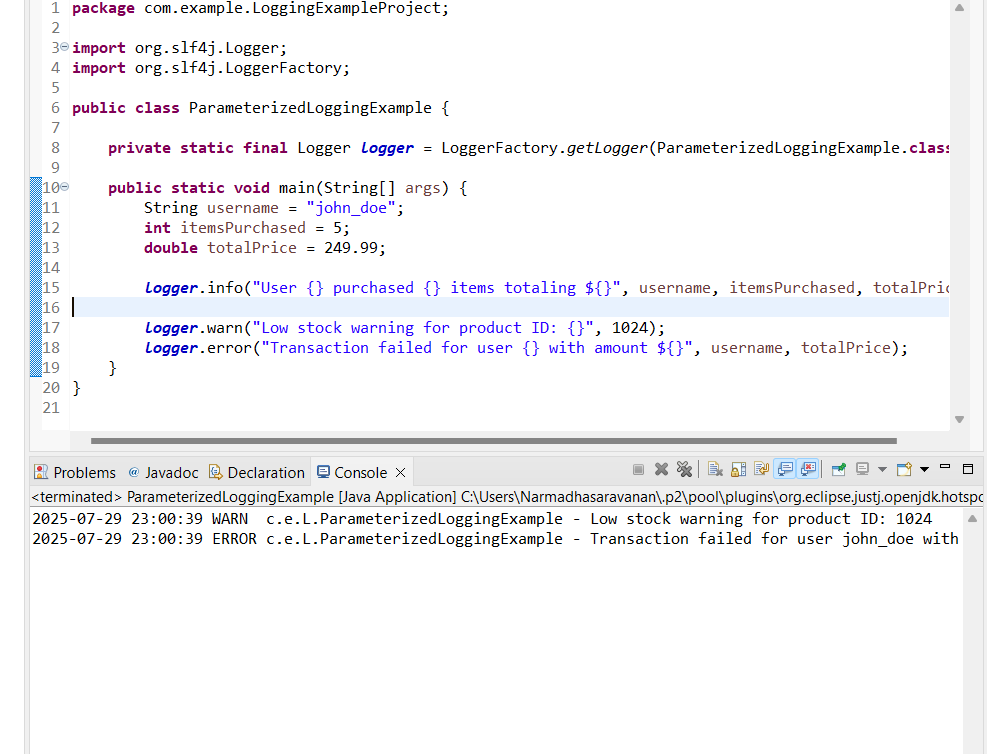 1 package com.example.LoggingExampleProject;
2
3 import org.slf4j.Logger;
4 import org.slf4j.LoggerFactory;
5
6 public class ParameterizedLoggingExample {
7
8 private static final Logger logger = LoggerFactory.getLogger(ParameterizedLoggingExample.class
9
10 public static void main(String[] args) {
11 String username = "john_doe";
12 int itemsPurchased = 5;
13 double totalPrice = 249.99;
14
15 logger.info("User {} purchased {} items totaling ${}", username, itemsPurchased, totalPric
16
17 logger.warn("Low stock warning for product ID: {}", 1024);
18 logger.error("Transaction failed for user {} with amount ${}", username, totalPrice);
19 }
20 }
21
Problems @ Javadoc Declaration Console
<terminated> ParameterizedLoggingExample [Java Application] C:\Users\Narmadhasaravanan\.p2\pool\plugins\org.eclipse.justj.openjdk.hotspo
2025-07-29 23:00:39 WARN c.e.L.ParameterizedLoggingExample - Low stock warning for product ID: 1024
2025-07-29 23:00:39 ERROR c.e.L.ParameterizedLoggingExample - Transaction failed for user john_doe with